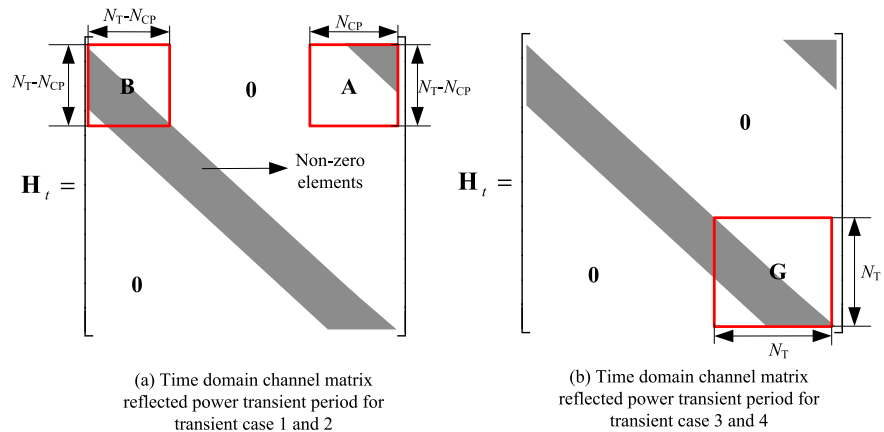 N_T-N_CP
N_CP
N_T-N_CP
B
0
A
N_T-N_CP
Non-zero
elements
H_t =
0
(a) Time domain channel matrix
reflected power transient period for
transient case 1 and 2
0
H_t =
0
G
N_T
N_T
(b) Time domain channel matrix
reflected power transient period for
transient case 3 and 4